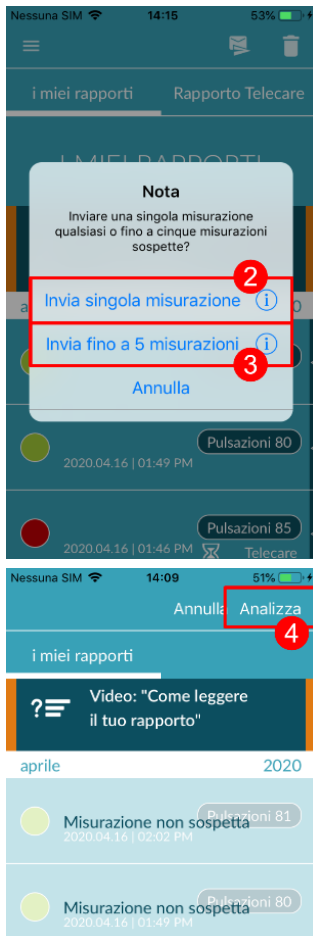 Nessuna SIM 14:15 53%
i miei rapporti Rapporto Telecare
I MIEI RAPPORTI
Nota
Inviare una singola misurazione
qualsiasi o fino a cinque misurazioni
sospette?
2
Invia singola misurazione i
a 0
Invia fino a 5 misurazioni i
3
Annulla
Pulsazioni 80
2020.04.16 | 01:49 PM
Pulsazioni 85
2020.04.16 | 01:46 PM Telecare
Nessuna SIM 14:09 51%
Annulla Analizza
4
i miei rapporti
Video: "Come leggere
il tuo rapporto"
aprile 2020
Pulsazioni 81
Misurazione non sospetta
2020.04.16 | 02:02 PM
Pulsazioni 80
Misurazione non sospetta
2020.04.16 | 01:49 PM